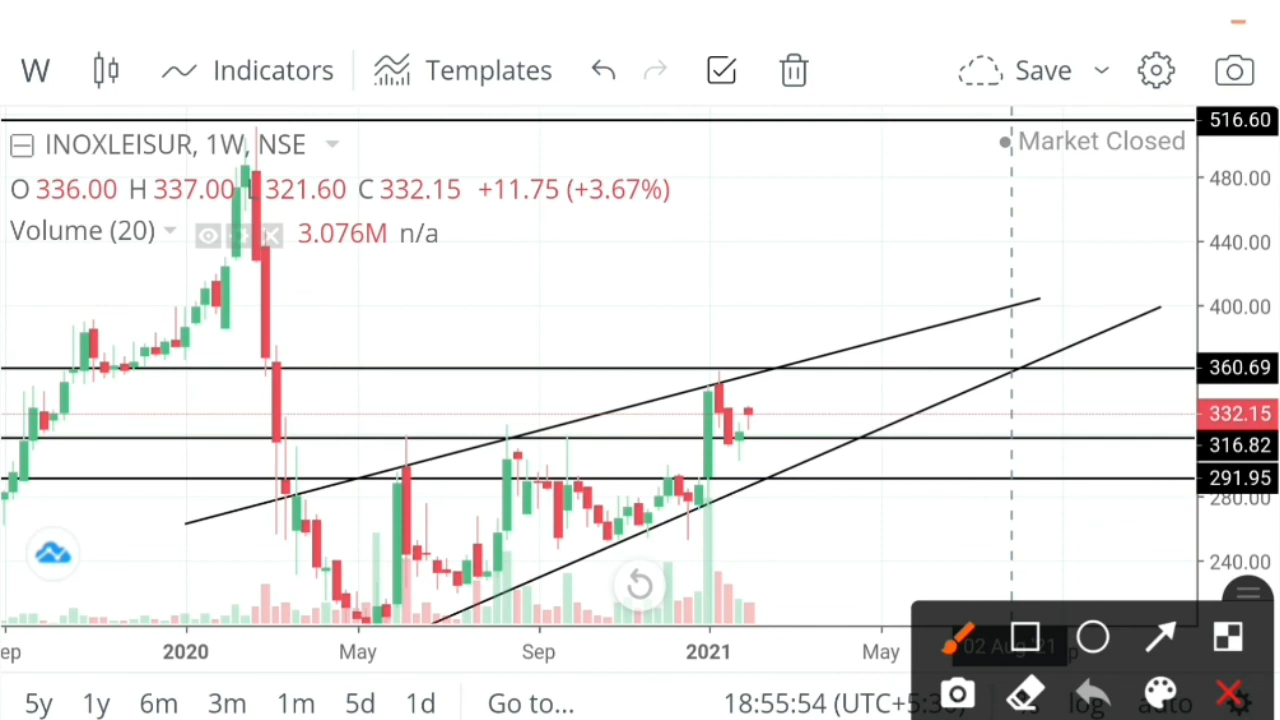 W Indicators Templates Save
516.60
INOXLEISUR, 1W, NSE
Market Closed
480.00
O 336.00 H 337.00 L 321.60 C 332.15 +11.75 (+3.67%)
Volume (20) 3.076M n/a
440.00
400.00
360.69
332.15
316.82
291.95
280.00
240.00
ep 2020 May Sep 2021 May 02 Aug '21
5y 1y 6m 3m 1m 5d 1d Go to... 18:55:54 (UTC+5:30) log auto